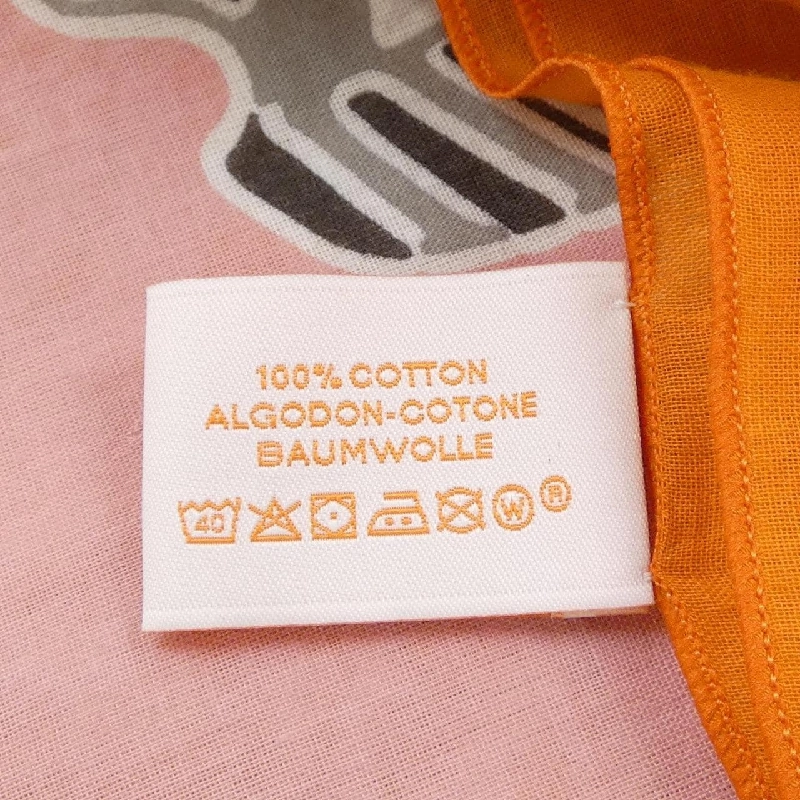 100% COTTON
ALGODON-COTONE
BAUMWOLLE
40 W ®